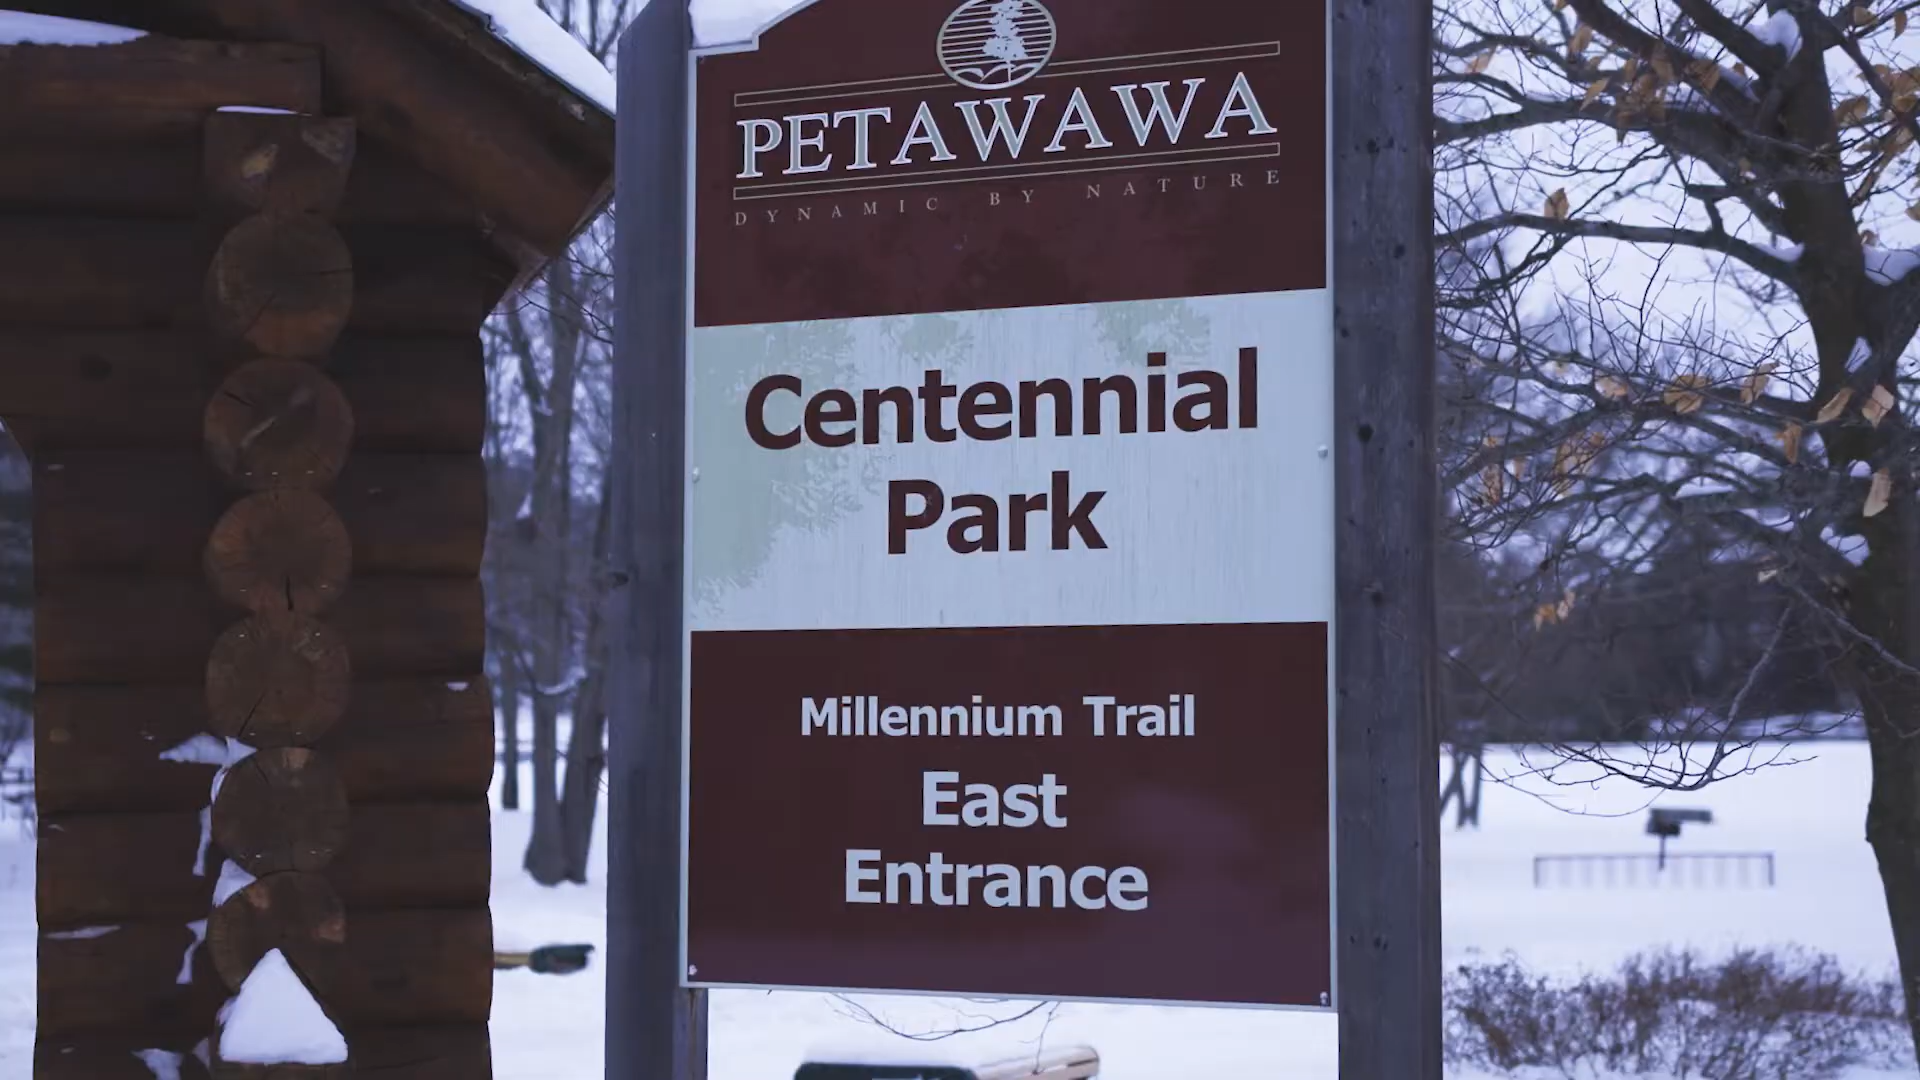 PETAWAWA
DYNAMIC BY NATURE
Centennial
Park
Millennium Trail
East
Entrance